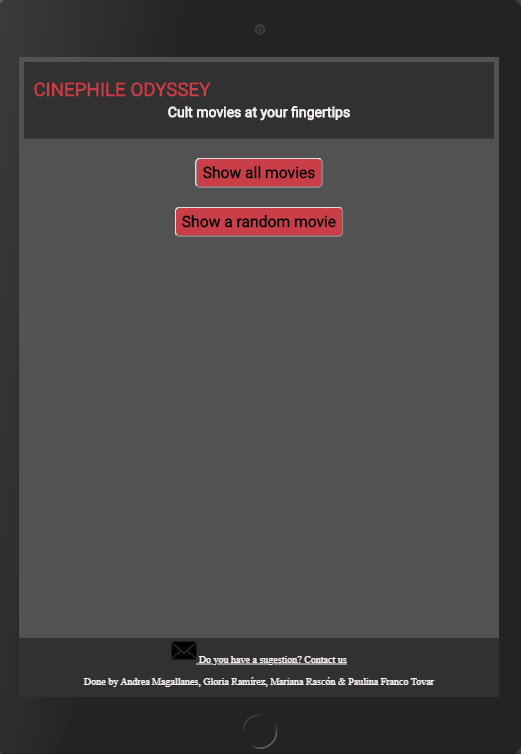 CINEPHILE ODYSSEY
Cult movies at your fingertips
Show all movies
Show a random movie
Do you have a sugestion? Contact us
Done by Andrea Magallanes, Gloria Ramírez, Mariana Rascón & Paulina Franco Tovar